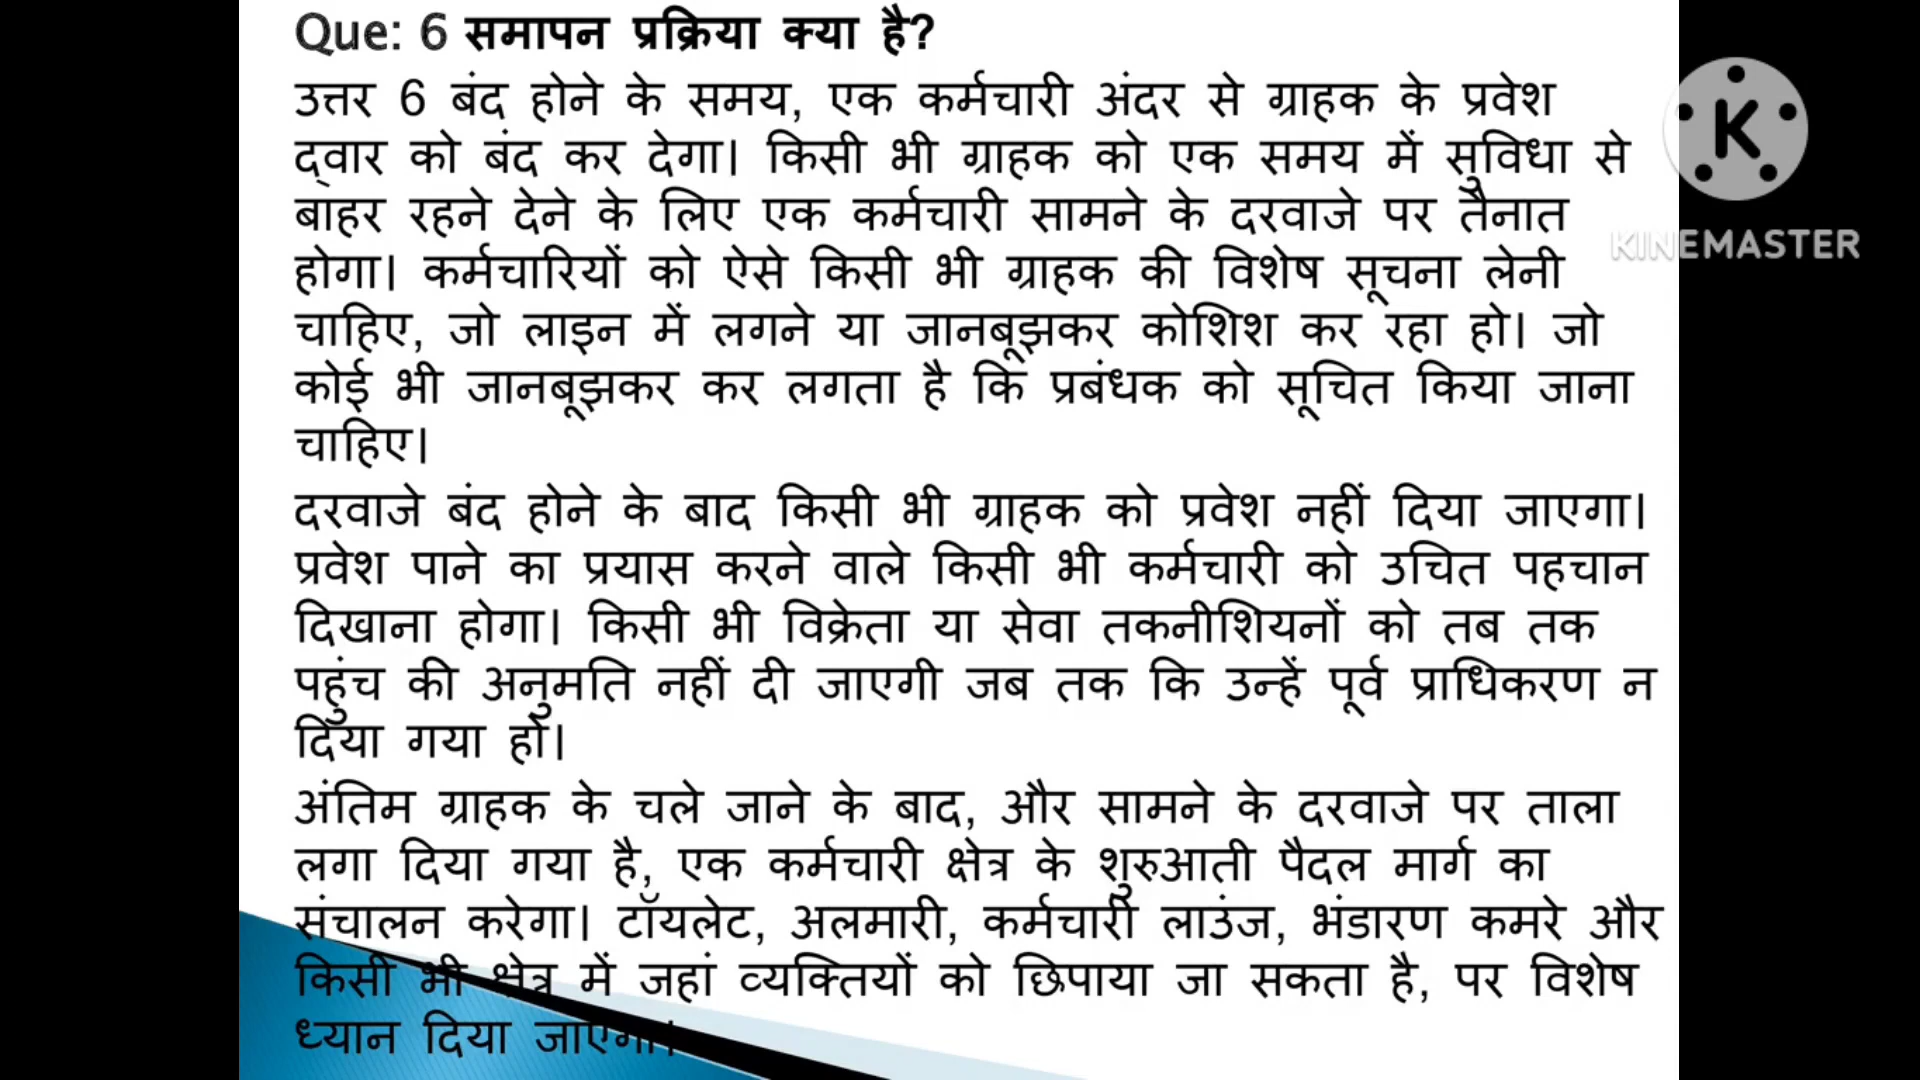 Que: 6 समापन प्रक्रिया क्या है?
उत्तर 6 बंद होने के समय, एक कर्मचारी अंदर से ग्राहक के प्रवेश
द्वार को बंद कर देगा। किसी भी ग्राहक को एक समय में सुविधा से
बाहर रहने देने के लिए एक कर्मचारी सामने के दरवाजे पर तैनात
होगा। कर्मचारियों को ऐसे किसी भी ग्राहक की विशेष सूचना लेनी
चाहिए, जो लाइन में लगने या जानबूझकर कोशिश कर रहा हो। जो
कोई भी जानबूझकर कर लगता है कि प्रबंधक को सूचित किया जाना
चाहिए।
दरवाजे बंद होने के बाद किसी भी ग्राहक को प्रवेश नहीं दिया जाएगा।
प्रवेश पाने का प्रयास करने वाले किसी भी कर्मचारी को उचित पहचान
दिखाना होगा। किसी भी विक्रेता या सेवा तकनीशियनों को तब तक
पहुंच की अनुमति नहीं दी जाएगी जब तक कि उन्हें पूर्व प्राधिकरण न
दिया गया हो।
अंतिम ग्राहक के चले जाने के बाद, और सामने के दरवाजे पर ताला
लगा दिया गया है, एक कर्मचारी क्षेत्र के शुरुआती पैदल मार्ग का
संचालन करेगा। टॉयलेट, अलमारी, कर्मचारी लाउंज, भंडारण कमरे और
किसी भी क्षेत्र में जहां व्यक्तियों को छिपाया जा सकता है, पर विशेष
ध्यान दिया जाएगा।
K
KINEMASTER